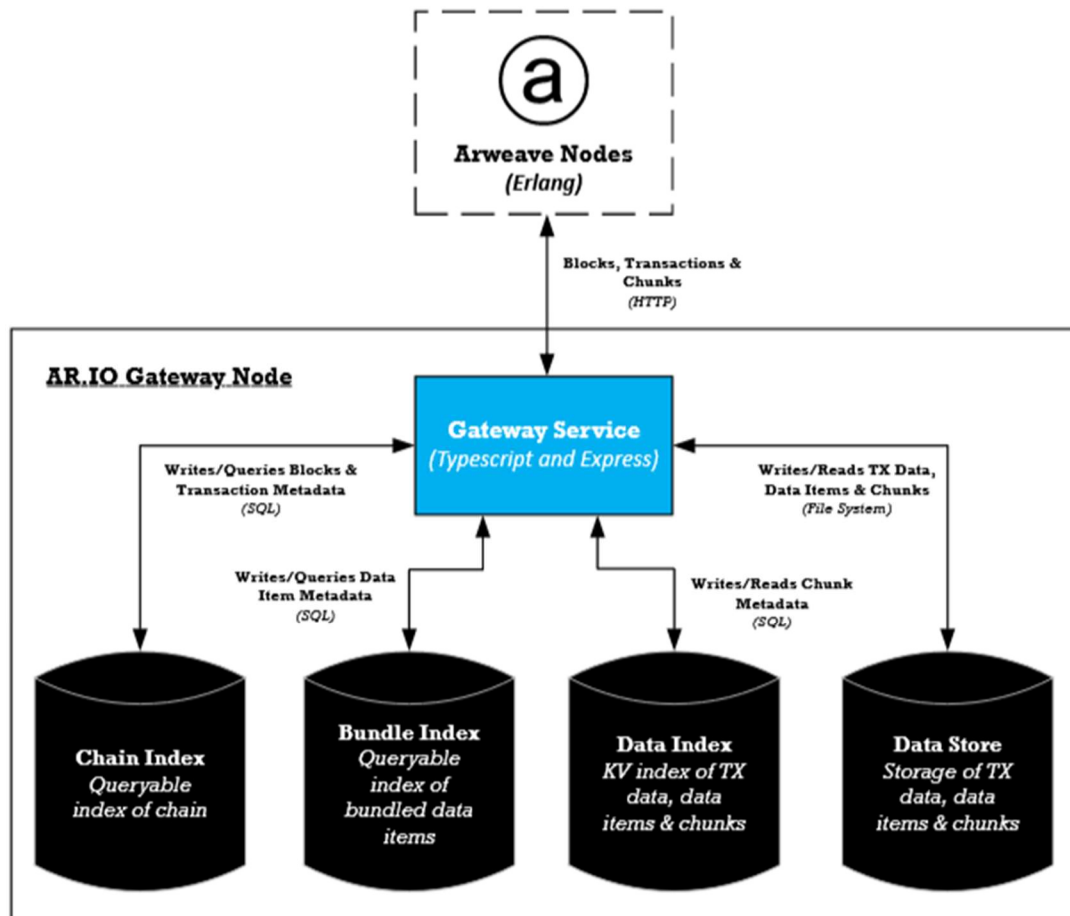 a
Arweave Nodes
(Erlang)
Blocks, Transactions &
Chunks
(HTTP)
AR.IO Gateway Node
Gateway Service
(Typescript and Express)
Writes/Queries Blocks &
Transaction Metadata
(SQL)
Writes/Reads TX Data,
Data Items & Chunks
(File System)
Writes/Queries Data
Item Metadata
(SQL)
Writes/Reads Chunk
Metadata
(SQL)
Chain Index
Queryable
index of chain
Bundle Index
Queryable
index of
bundled data
items
Data Index
KV index of TX
data, data
items & chunks
Data Store
Storage of TX
data, data
items & chunks